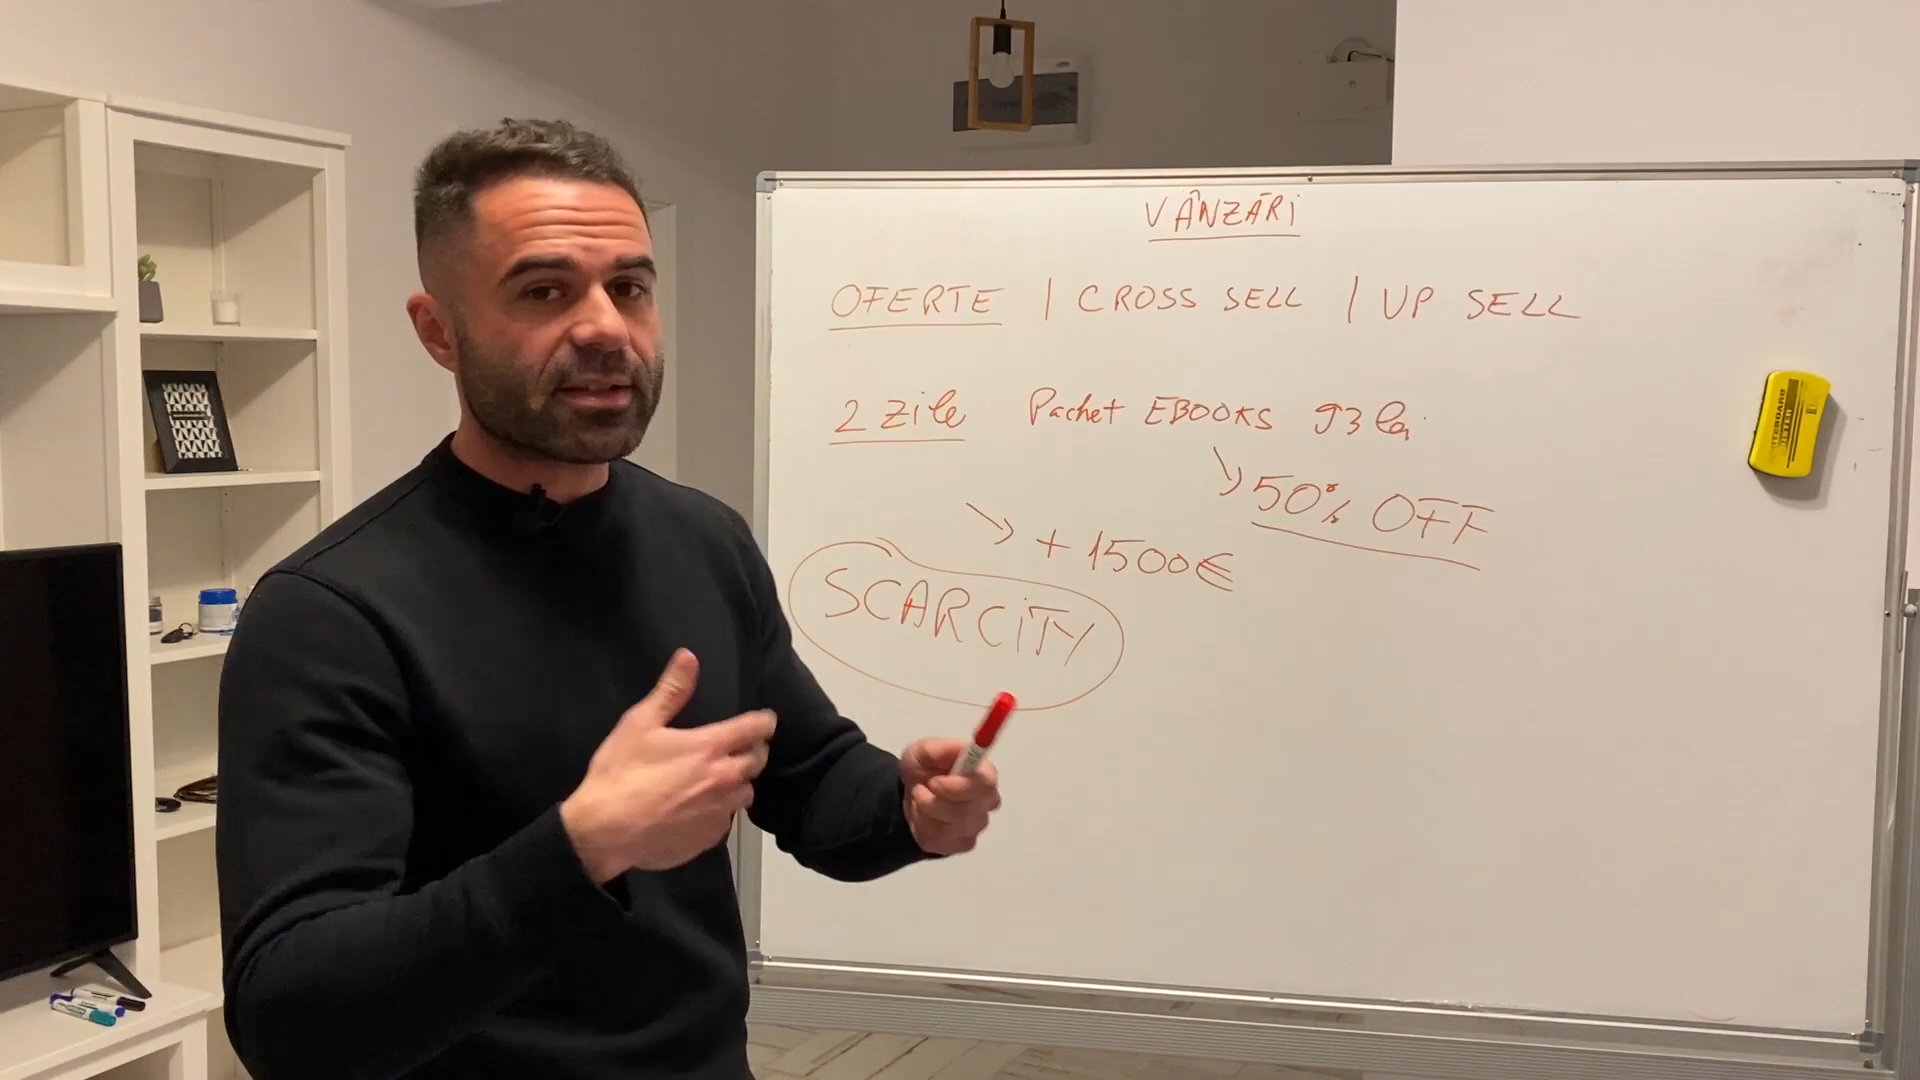 VÂNZĂRI
OFERTE | CROSS SELL | UP SELL
2 zile Pachet EBOOKS 93 lei
50% OFF
+ 1500€
SCARCITY